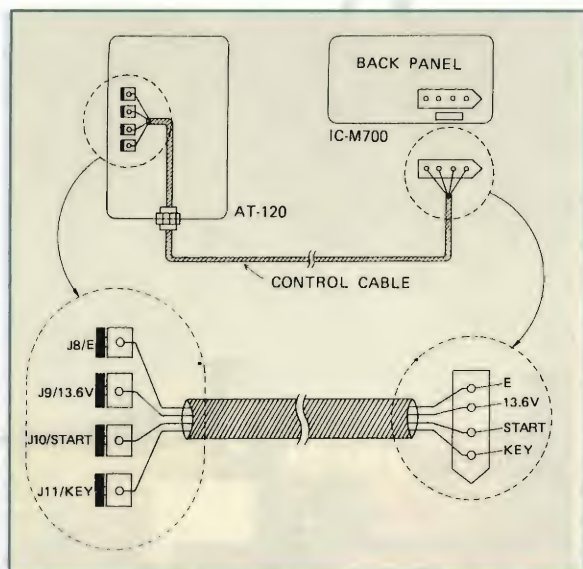 BACK PANEL
IC-M700
AT-120
CONTROL CABLE
J8/E
J9/13.6V
J10/START
J11/KEY
E
13.6V
START
KEY